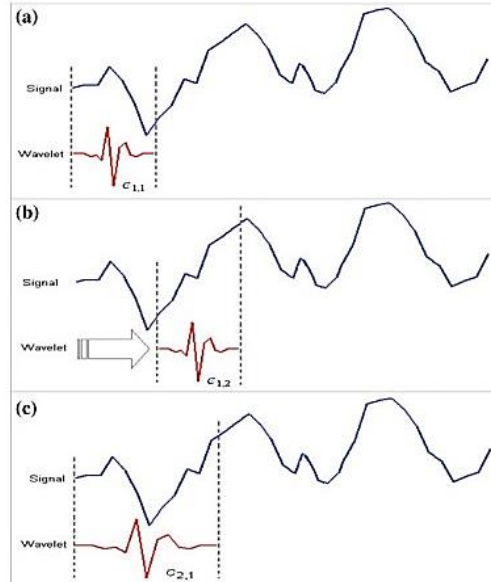 (a)
Signal
Wavelet
C1,1
(b)
Signal
Wavelet
C1,2
(c)
Signal
Wavelet
C2,1